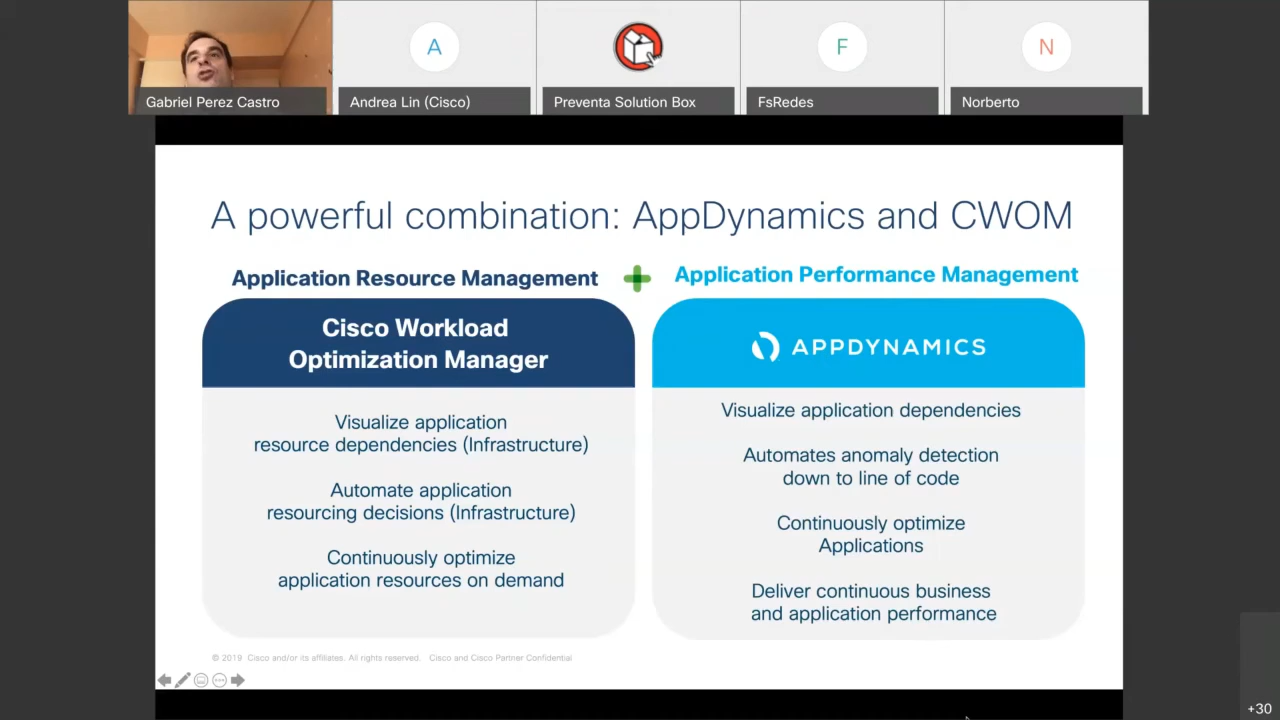 Gabriel Perez Castro
A
Andrea Lin (Cisco)
Preventa Solution Box
F
FsRedes
N
Norberto
A powerful combination: AppDynamics and CWOM
Application Resource Management
Application Performance Management
Cisco Workload
Optimization Manager
APPDYNAMICS
Visualize application
resource dependencies (Infrastructure)
Automate application
resourcing decisions (Infrastructure)
Continuously optimize
application resources on demand
Visualize application dependencies
Automates anomaly detection
down to line of code
Continuously optimize
Applications
Deliver continuous business
and application performance
© 2019 Cisco and/or its affiliates. All rights reserved. Cisco and Cisco Partner Confidential
+30